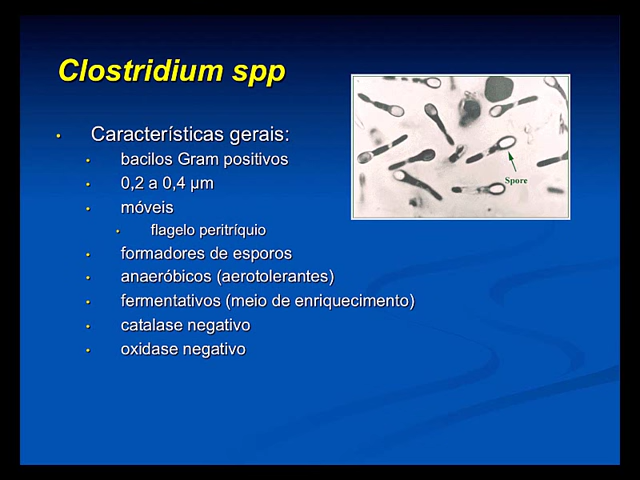 Clostridium spp
Características gerais:
bacilos Gram positivos
0,2 a 0,4 µm
móveis
flagelo peritríquio
formadores de esporos
anaeróbicos (aerotolerantes)
fermentativos (meio de enriquecimento)
catalase negativo
oxidase negativo
Spore